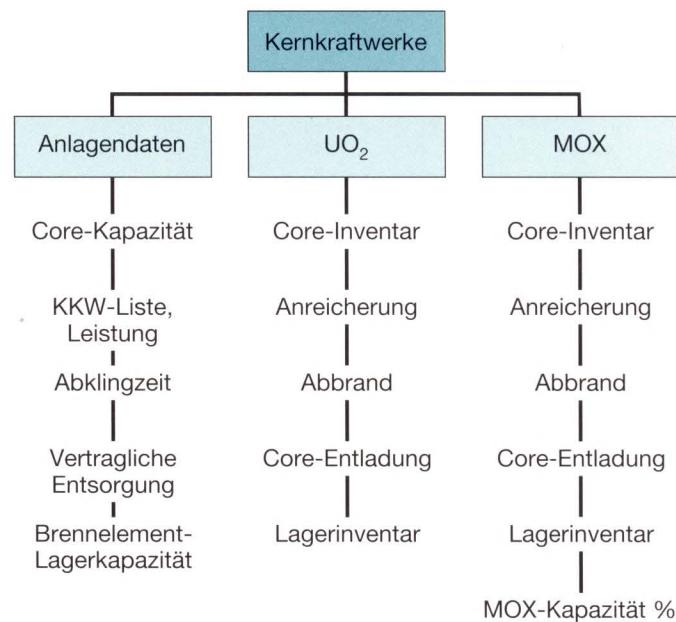 Kernkraftwerke
Anlagendaten
Core-Kapazität
KKW-Liste,
Leistung
Abklingzeit
Vertragliche
Entsorgung
Brennelement-
Lagerkapazität
UO₂
Core-Inventar
Anreicherung
Abbrand
Core-Entladung
Lagerinventar
MOX
Core-Inventar
Anreicherung
Abbrand
Core-Entladung
Lagerinventar
MOX-Kapazität %